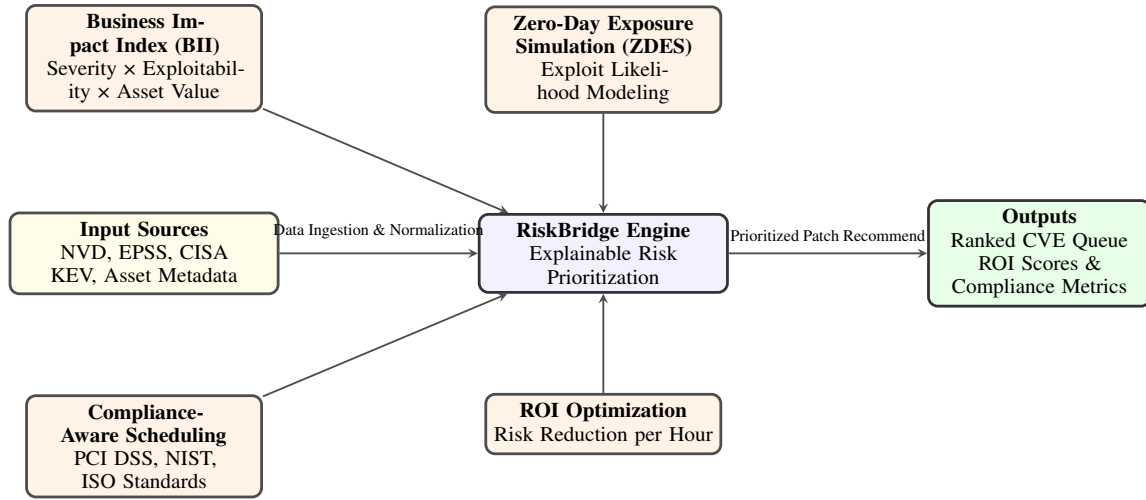 Business Im-
pact Index (BII)
Severity × Exploitabil-
ity × Asset Value
Zero-Day Exposure
Simulation (ZDES)
Exploit Likeli-
hood Modeling
Input Sources
NVD, EPSS, CISA
KEV, Asset Metadata
Data Ingestion & Normalization
RiskBridge Engine
Explainable Risk
Prioritization
Prioritized Patch Recommend
Outputs
Ranked CVE Queue
ROI Scores &
Compliance Metrics
Compliance-
Aware Scheduling
PCI DSS, NIST,
ISO Standards
ROI Optimization
Risk Reduction per Hour